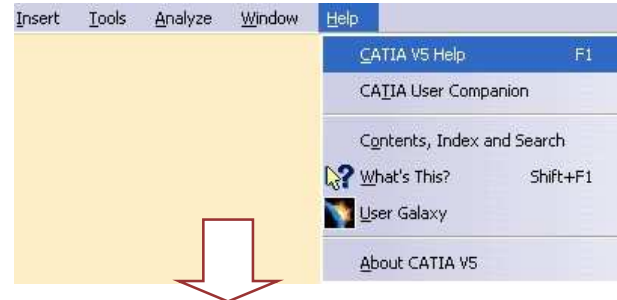 Insert Tools Analyze Window Help
CATIA V5 Help F1
CATIA User Companion
Contents, Index and Search
What's This? Shift+F1
User Galaxy
About CATIA V5